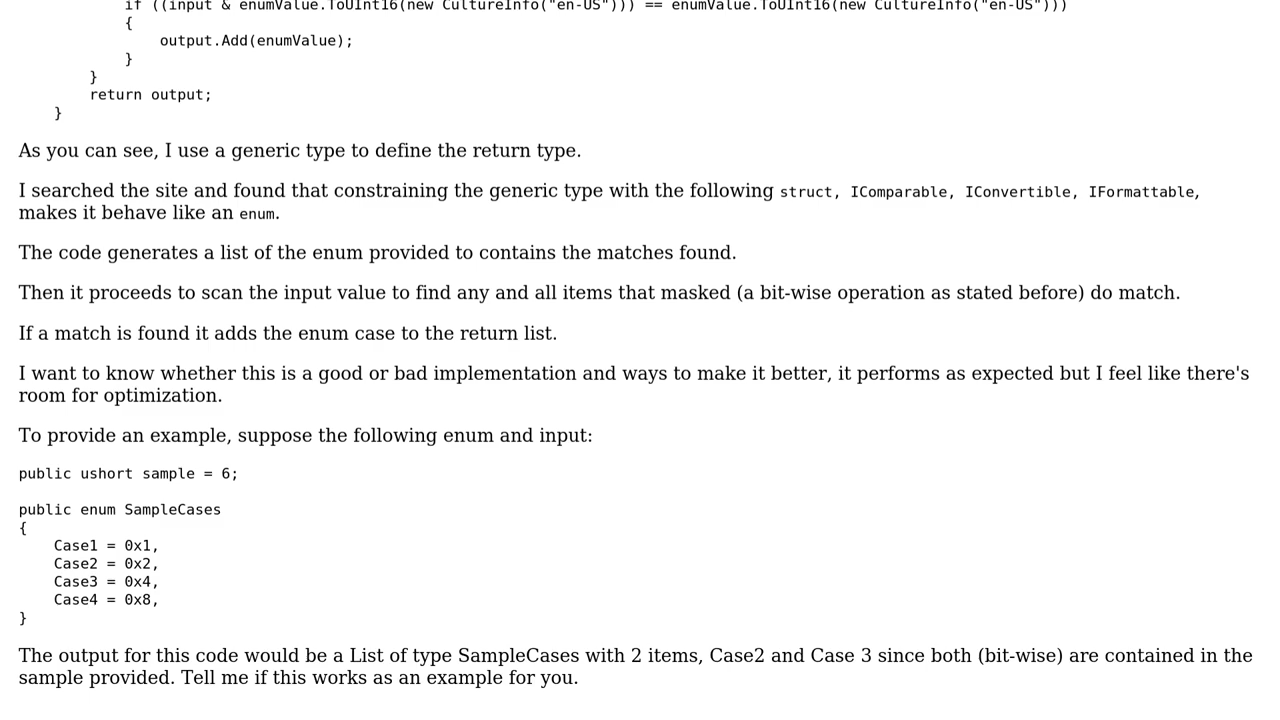 if ((input & enumValue.ToUInt16(new CultureInfo("en-US"))) == enumValue.ToUInt16(new CultureInfo("en-US")))
{
output.Add(enumValue);
}
}
return output;
}
As you can see, I use a generic type to define the return type.
I searched the site and found that constraining the generic type with the following struct, IComparable, IConvertible, IFormattable,
makes it behave like an enum.
The code generates a list of the enum provided to contains the matches found.
Then it proceeds to scan the input value to find any and all items that masked (a bit-wise operation as stated before) do match.
If a match is found it adds the enum case to the return list.
I want to know whether this is a good or bad implementation and ways to make it better, it performs as expected but I feel like there's
room for optimization.
To provide an example, suppose the following enum and input:
public ushort sample = 6;
public enum SampleCases
{
Case1 = 0x1,
Case2 = 0x2,
Case3 = 0x4,
Case4 = 0x8,
}
The output for this code would be a List of type SampleCases with 2 items, Case2 and Case 3 since both (bit-wise) are contained in the
sample provided. Tell me if this works as an example for you.